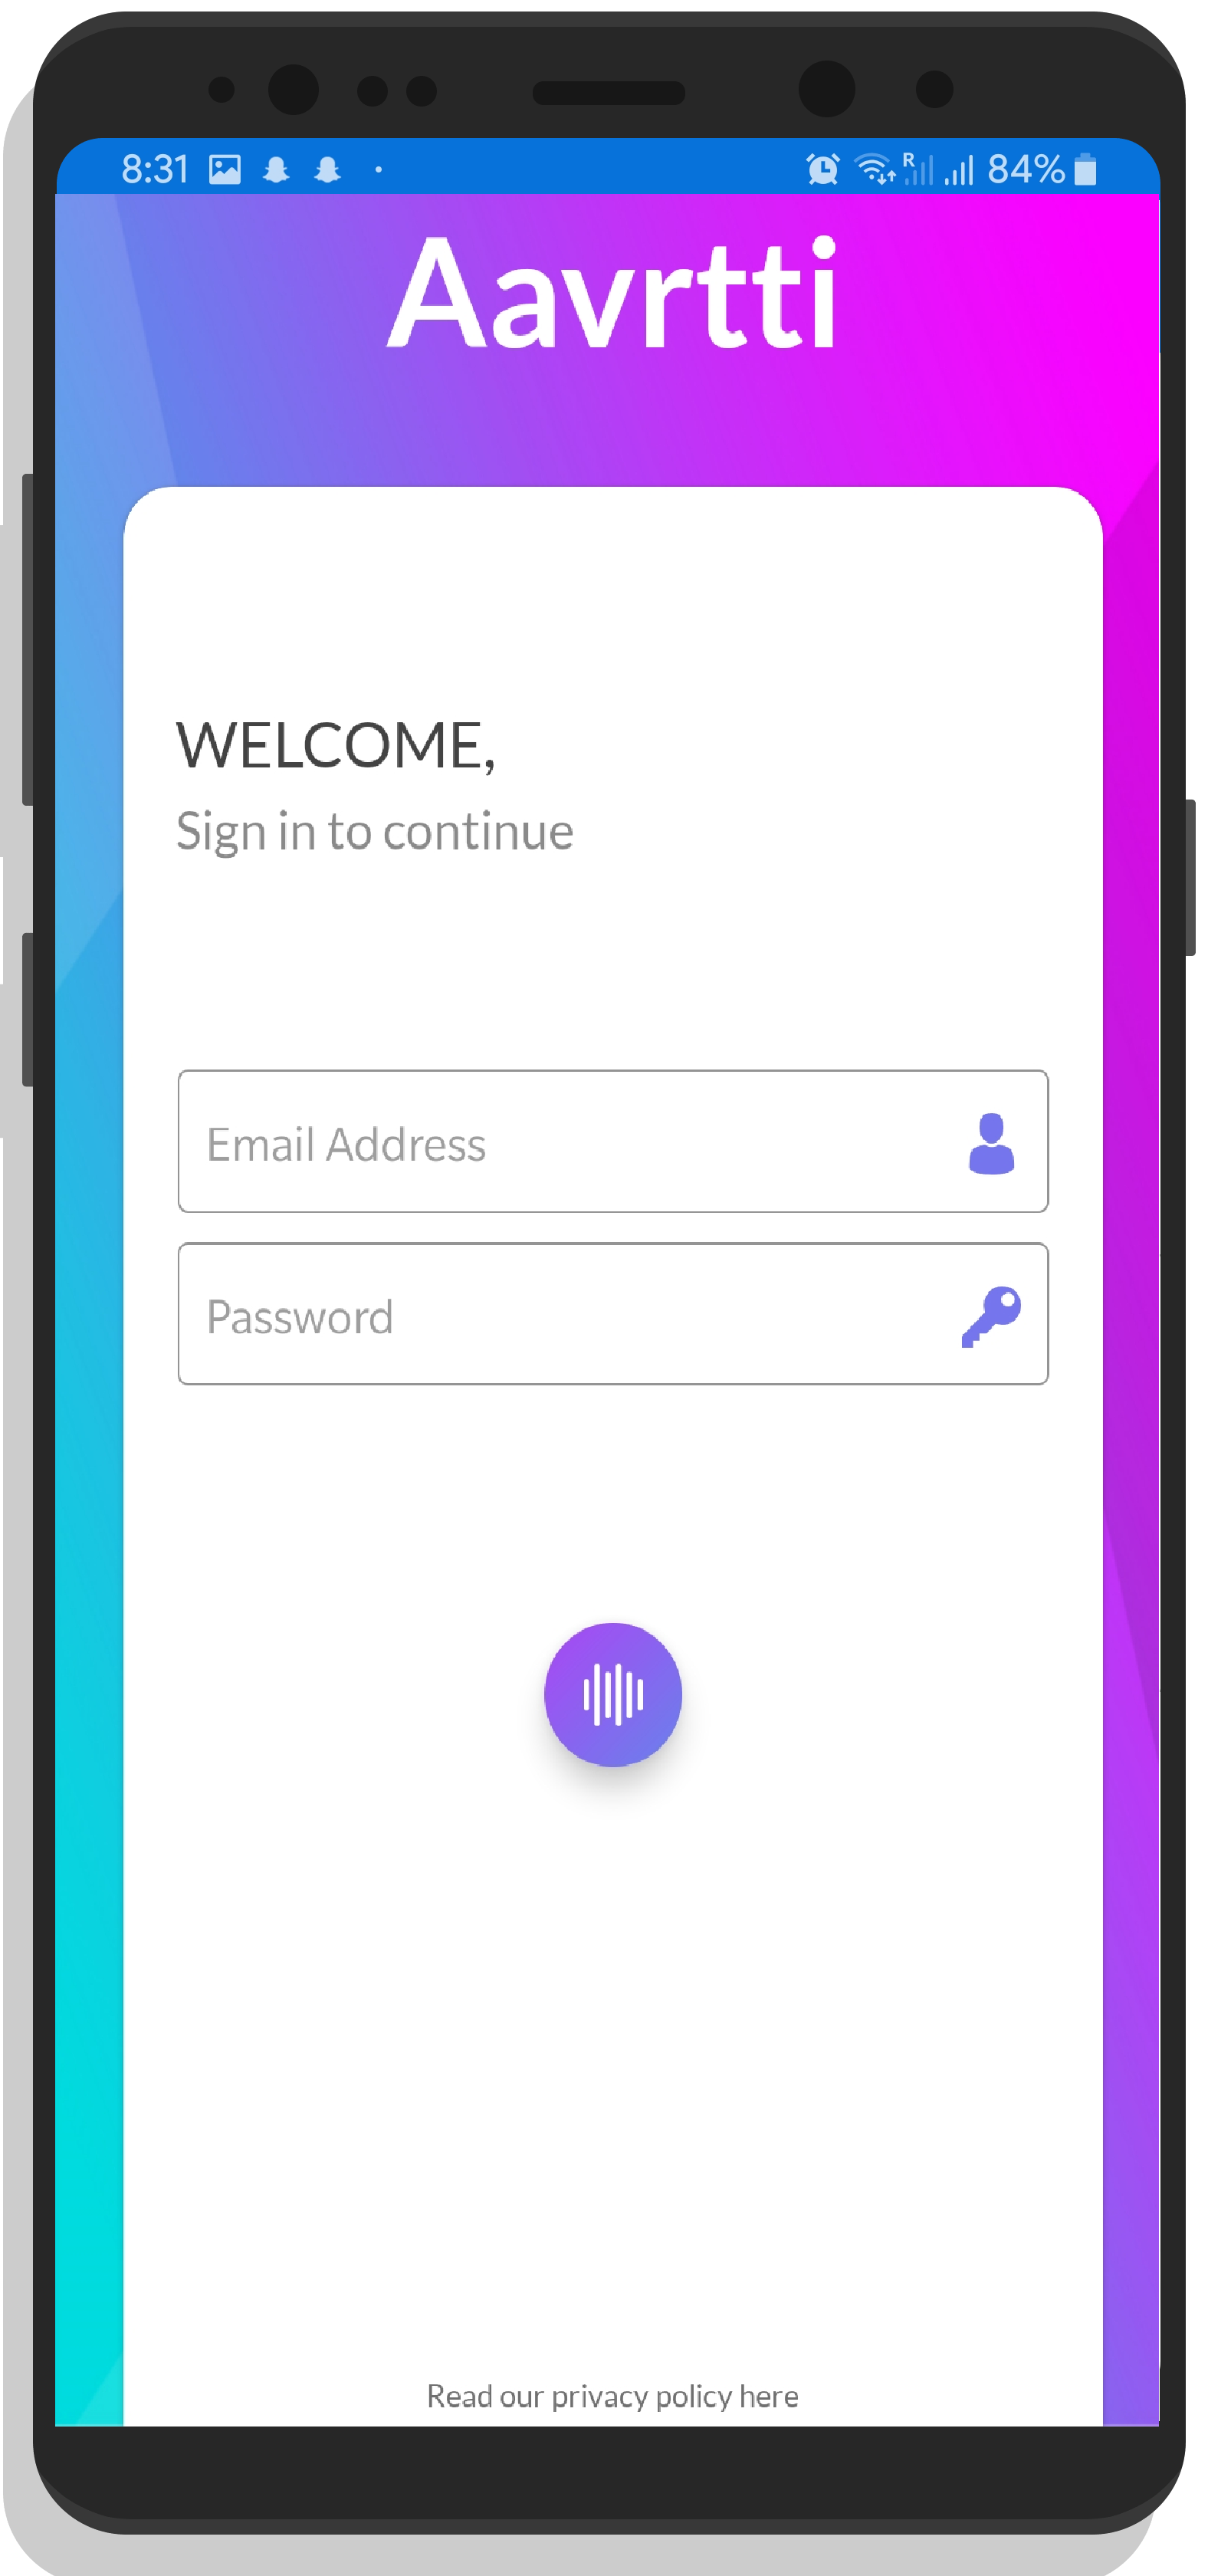 8:31 R 84%
Aavrtti
WELCOME,
Sign in to continue
Email Address
Password
Read our privacy policy here